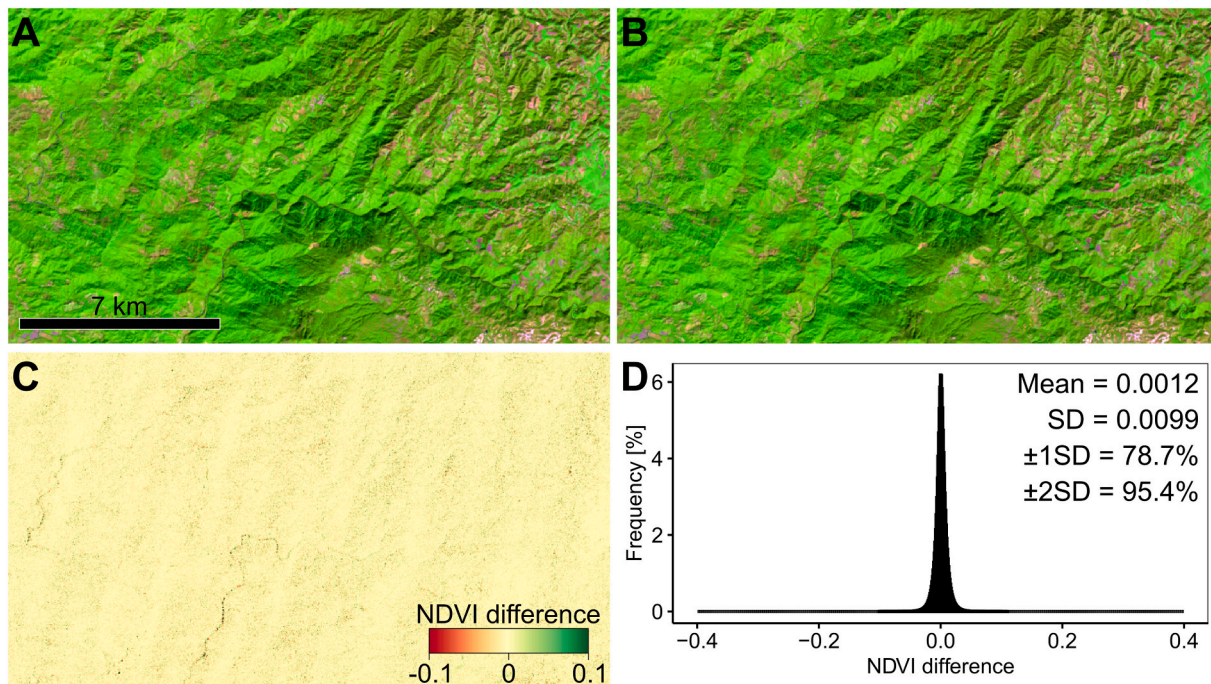 A
B
7 km
C
NDVI difference
-0.1 0 0.1
D
Mean = 0.0012
SD = 0.0099
±1SD = 78.7%
±2SD = 95.4%
Frequency [%]
6
4
2
0
−0.4 −0.2 0.0 0.2 0.4
NDVI difference